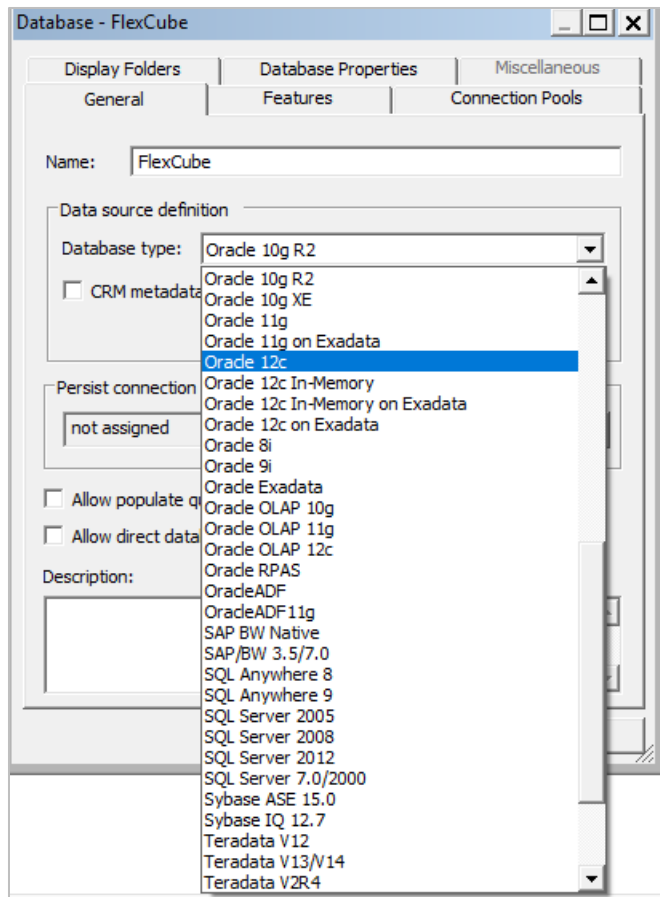 Database - FlexCube
Display Folders Database Properties Miscellaneous
General Features Connection Pools
Name: FlexCube
Data source definition
Database type: Oracle 10g R2
CRM metadata
Oracle 10g R2
Oracle 10g XE
Oracle 11g
Oracle 11g on Exadata
Oracle 12c
Oracle 12c In-Memory
Oracle 12c In-Memory on Exadata
Oracle 12c on Exadata
Oracle 8i
Oracle 9i
Oracle Exadata
Oracle OLAP 10g
Oracle OLAP 11g
Oracle OLAP 12c
Oracle RPAS
OracleADF
OracleADF11g
SAP BW Native
SAP/BW 3.5/7.0
SQL Anywhere 8
SQL Anywhere 9
SQL Server 2005
SQL Server 2008
SQL Server 2012
SQL Server 7.0/2000
Sybase ASE 15.0
Sybase IQ 12.7
Teradata V12
Teradata V13/V14
Teradata V2R4
Persist connection
not assigned
Allow populate
Allow direct
Description: